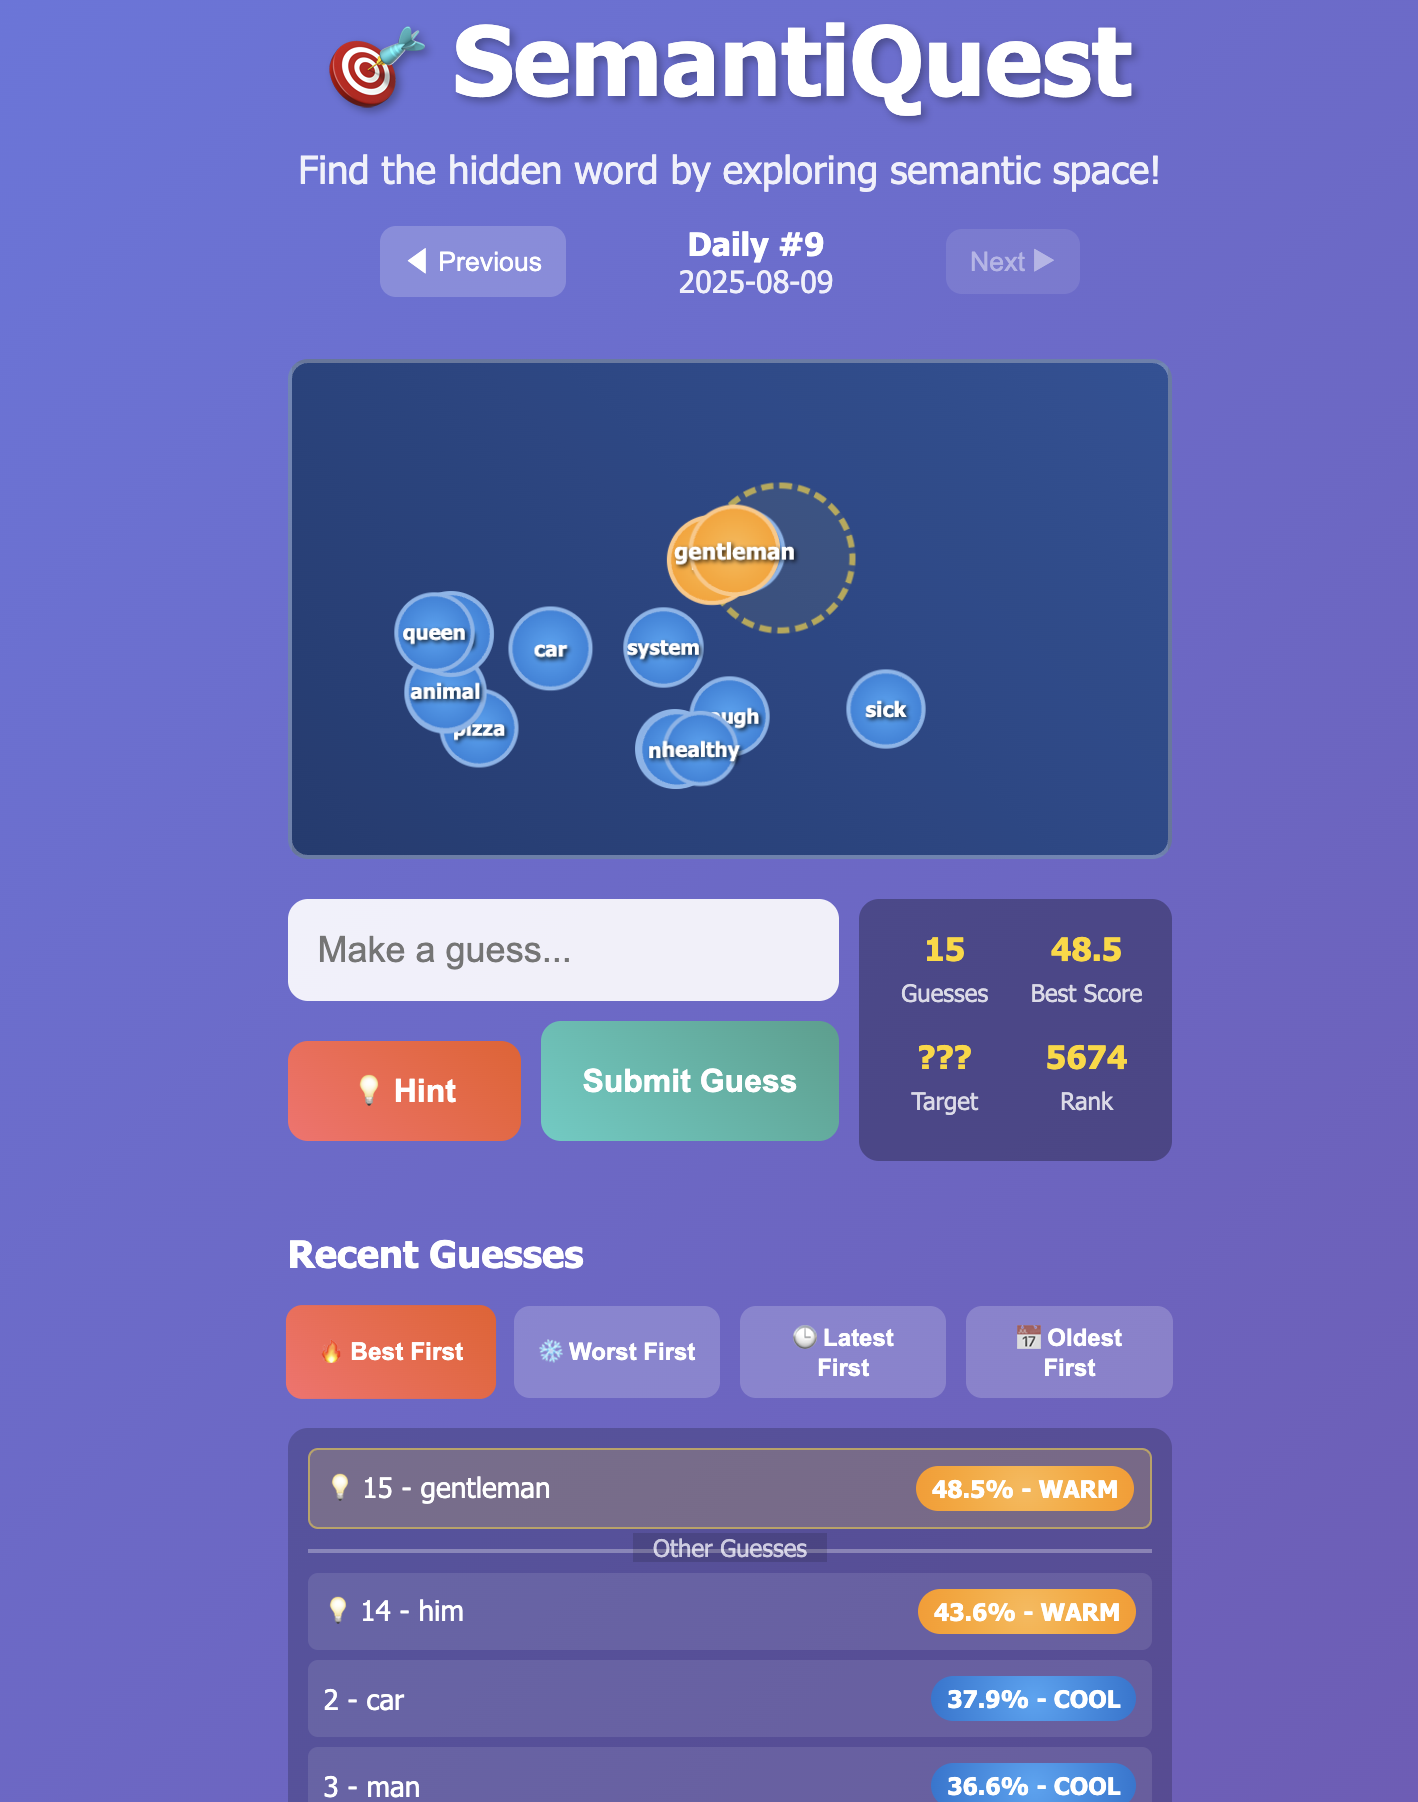 SemantiQuest
Find the hidden word by exploring semantic space!
◀ Previous
Daily #9
2025-08-09
Next ▶
gentleman
queen
car
system
animal
pizza
ugh
sick
nhealthy
Make a guess...
15
Guesses
48.5
Best Score
???
Target
5674
Rank
Hint
Submit Guess
Recent Guesses
Best First
Worst First
Latest
First
Oldest
First
15 - gentleman
48.5% - WARM
Other Guesses
14 - him
43.6% - WARM
2 - car
37.9% - COOL
3 - man
36.6% - COOL